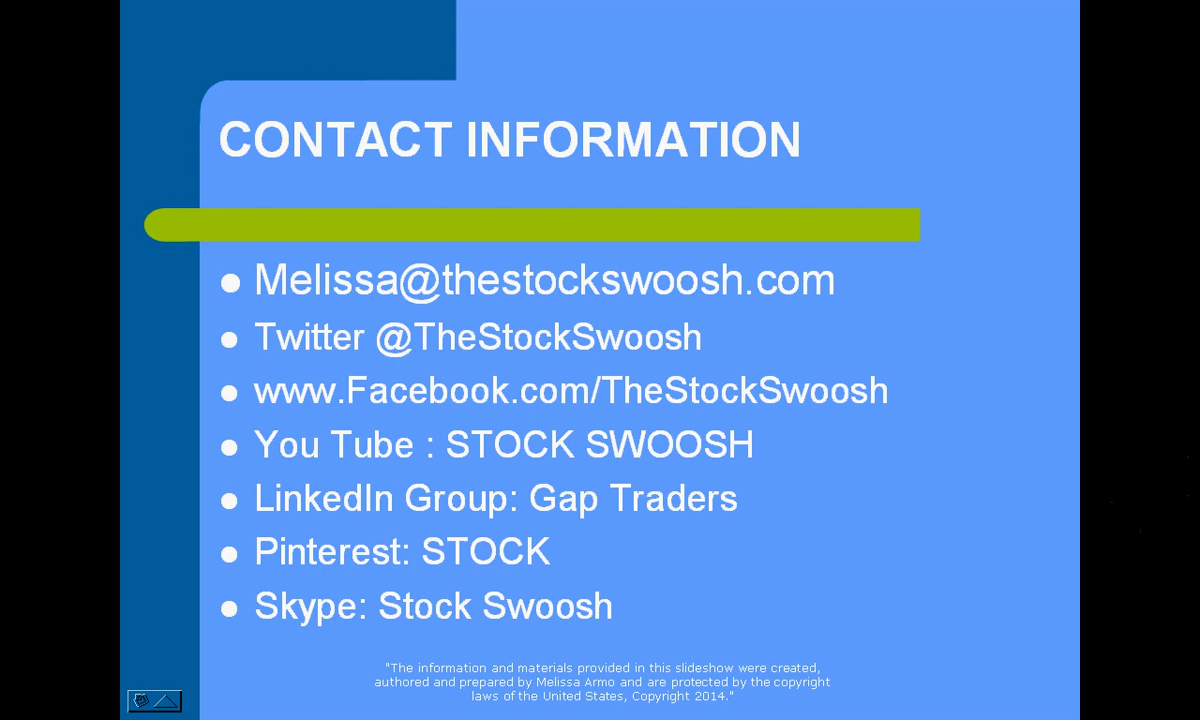 CONTACT INFORMATION
Melissa@thestockswoosh.com
Twitter @TheStockSwoosh
www.Facebook.com/TheStockSwoosh
You Tube : STOCK SWOOSH
LinkedIn Group: Gap Traders
Pinterest: STOCK
Skype: Stock Swoosh
"The information and materials provided in this slideshow were created,
authored and prepared by Melissa Armo and are protected by the copyright
laws of the United States, Copyright 2014."